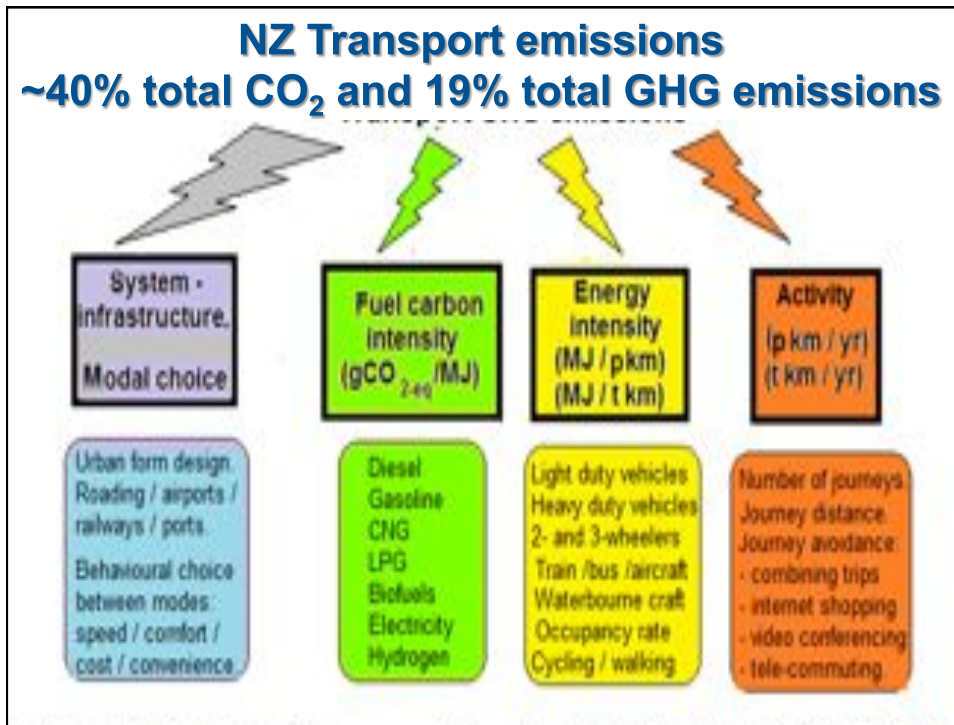 NZ Transport emissions
~40% total CO₂ and 19% total GHG emissions
System -
infrastructure.
Modal choice
Urban form design.
Roading / airports /
railways / ports.
Behavioural choice
between modes:
speed / comfort /
cost / convenience.
Fuel carbon
intensity
(gCO 2-eq /MJ)
Diesel
Gasoline
CNG
LPG
Biofuels
Electricity
Hydrogen
Energy
intensity
(MJ / pkm)
(MJ / t km)
Light duty vehicles
Heavy duty vehicles
2- and 3-wheelers
Train /bus /aircraft
Waterbourne craft
Occupancy rate
Cycling / walking
Activity
(p km / yr)
(t km / yr)
Number of journeys.
Journey distance.
Journey avoidance:
- combining trips
- internet shopping
- video conferencing
- tele-commuting.